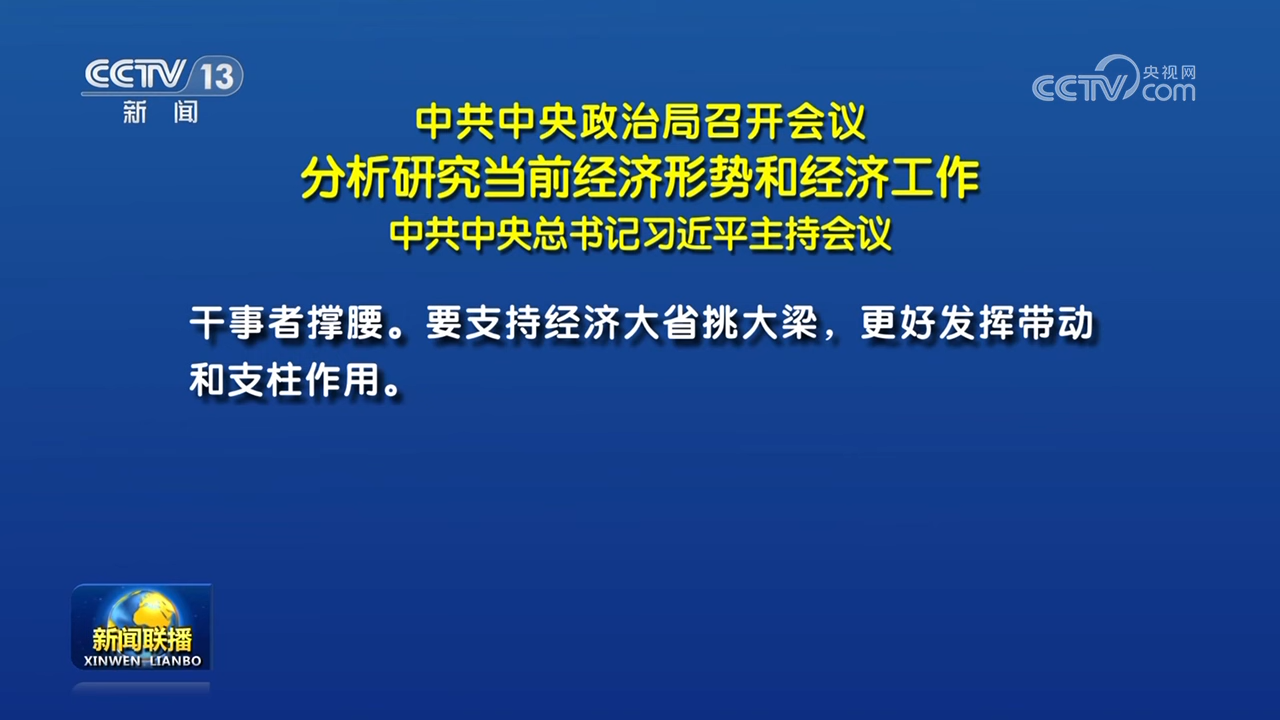 CCTV 13
新闻
央视网
CCTV.com
中共中央政治局召开会议
分析研究当前经济形势和经济工作
中共中央总书记习近平主持会议
干事者撑腰。要支持经济大省挑大梁，更好发挥带动
和支柱作用。
新闻联播
XINWEN LIANBO